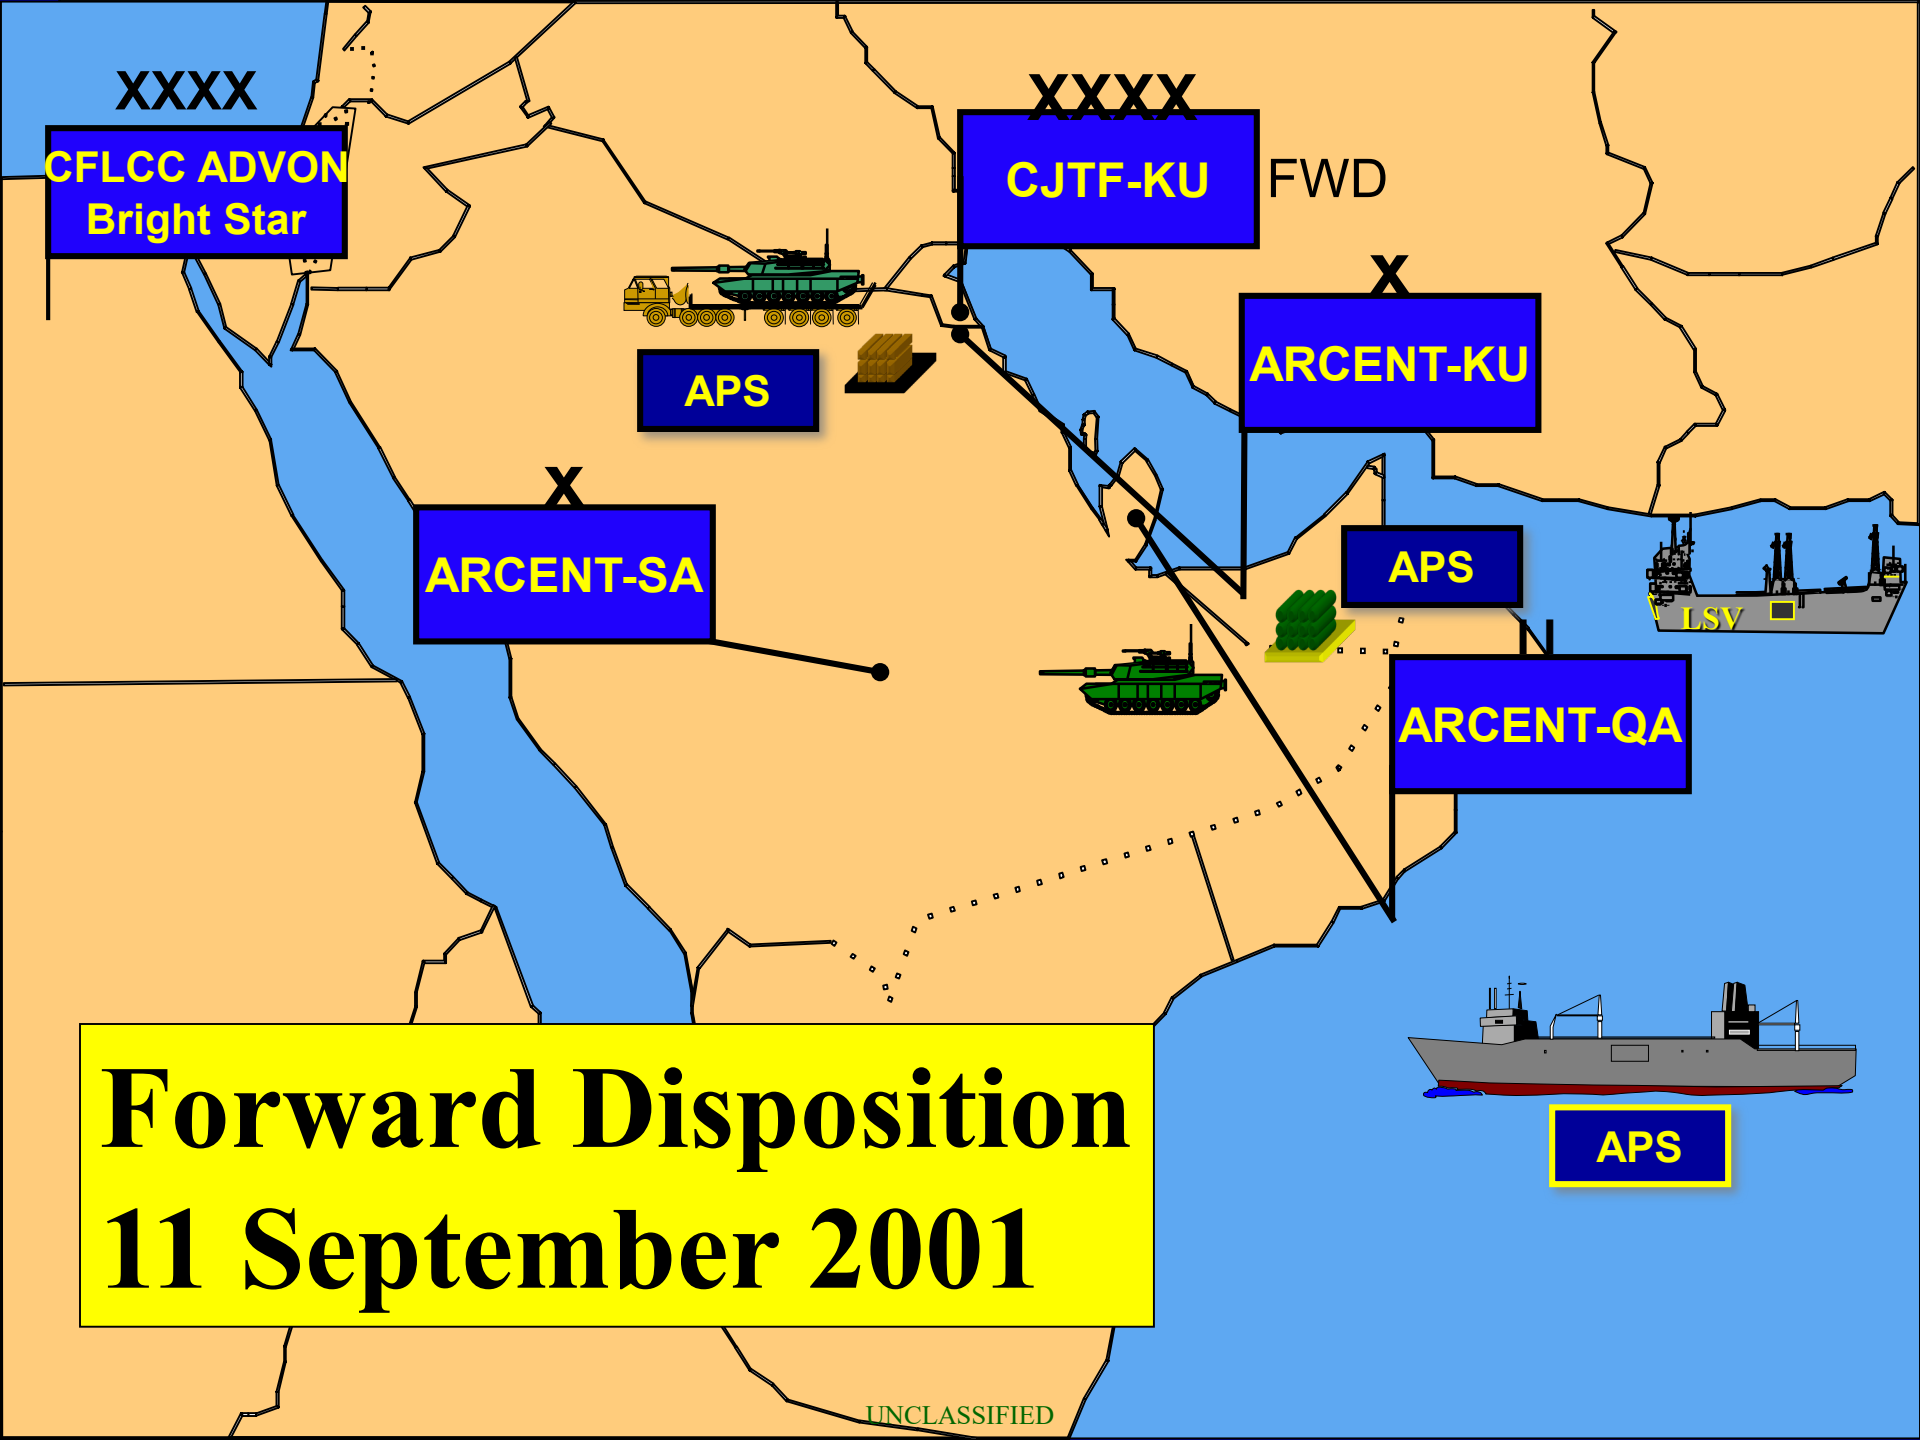 XXXX
CFLCC ADVON
Bright Star
XXXX
CJTF-KU
FWD
X
ARCENT-KU
APS
X
ARCENT-SA
APS
LSV
ARCENT-QA
APS
Forward Disposition
11 September 2001
UNCLASSIFIED